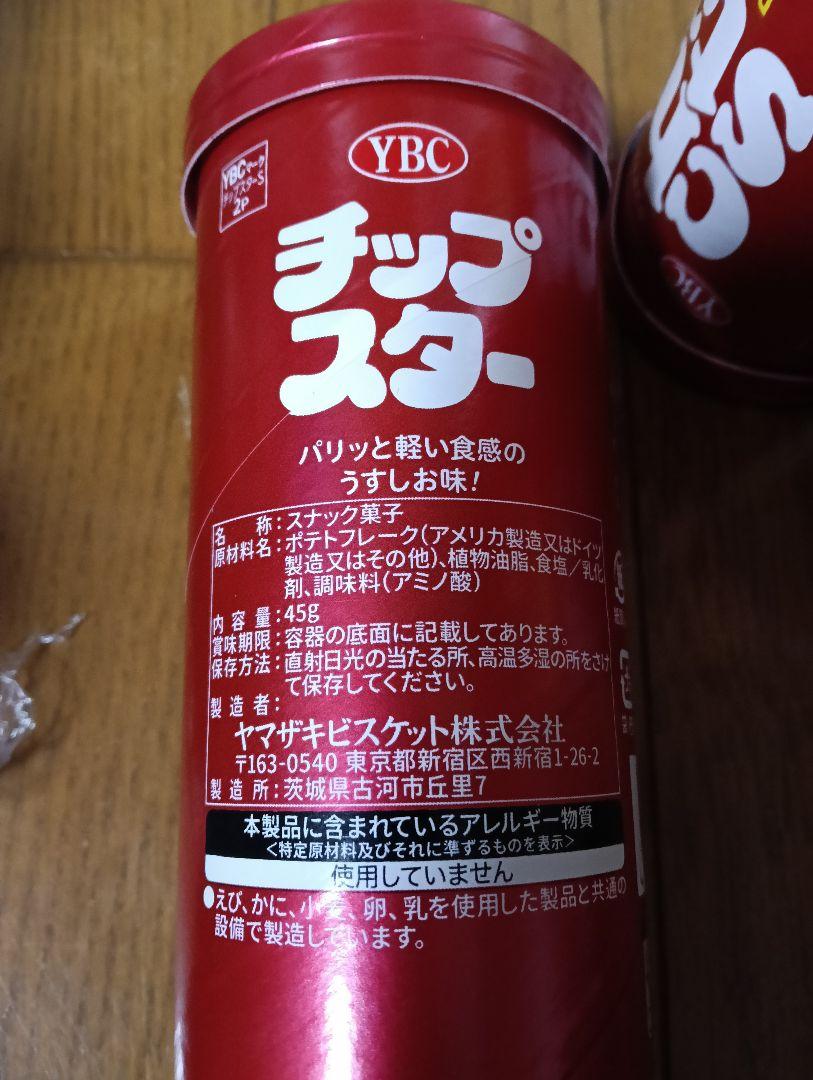 YBC
YBCマーク
チップスターS
2P
チップ
スター
パリッと軽い食感の
うすしお味!
名称:スナック菓子
原材料名:ポテトフレーク(アメリカ製造又はドイツ
製造又はその他)、植物油脂、食塩/乳化
剤、調味料(アミノ酸)
内容量:45g
賞味期限:容器の底面に記載してあります。
保存方法:直射日光の当たる所、高温多湿の所をさけ
て保存してください。
製造者:
ヤマザキビスケット株式会社
〒163-0540 東京都新宿区西新宿1-26-2
製造所:茨城県古河市丘里7
本製品に含まれているアレルギー物質
<特定原材料及びそれに準ずるものを表示>
使用していません
●えび、かに、小麦、卵、乳を使用した製品と共通の
設備で製造しています。
YBC